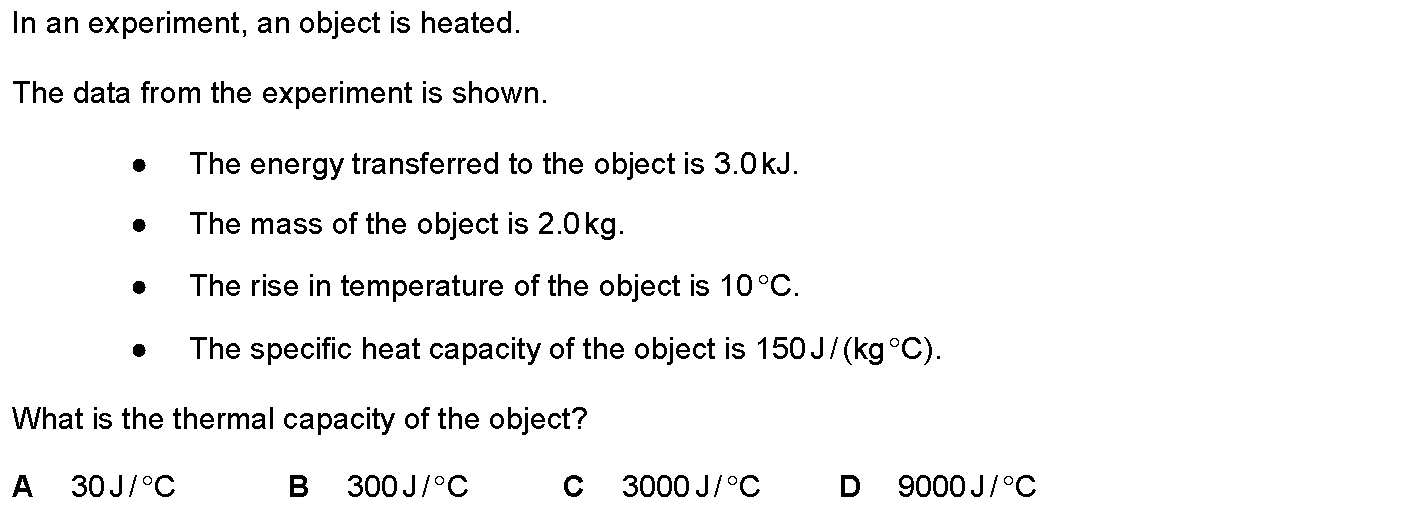 In an experiment, an object is heated.
The data from the experiment is shown.
● The energy transferred to the object is 3.0 kJ.
● The mass of the object is 2.0 kg.
● The rise in temperature of the object is 10 °C.
● The specific heat capacity of the object is 150 J / (kg °C).
What is the thermal capacity of the object?
A 30 J / °C B 300 J / °C C 3000 J / °C D 9000 J / °C